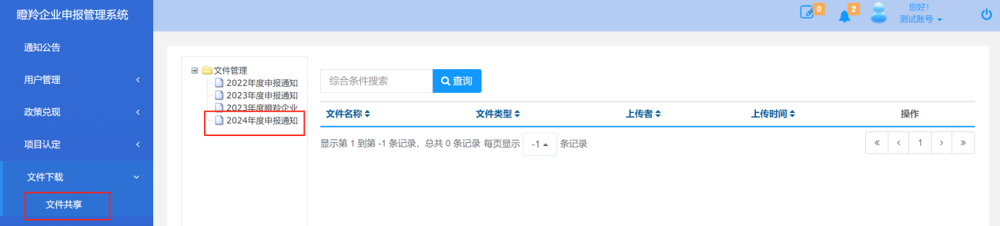 瞪羚企业申报管理系统
0
2
您好!
测试账号
通知公告
用户管理
政策兑现
项目认定
文件下载
文件共享
文件管理
2022年度申报通知
2023年度申报通知
2023年度瞪羚企业
2024年度申报通知
综合条件搜索 查询
文件名称 文件类型 上传者 上传时间 操作
显示第 1 到第 -1 条记录，总共 0 条记录 每页显示 -1 条记录
« ‹ 1 › »